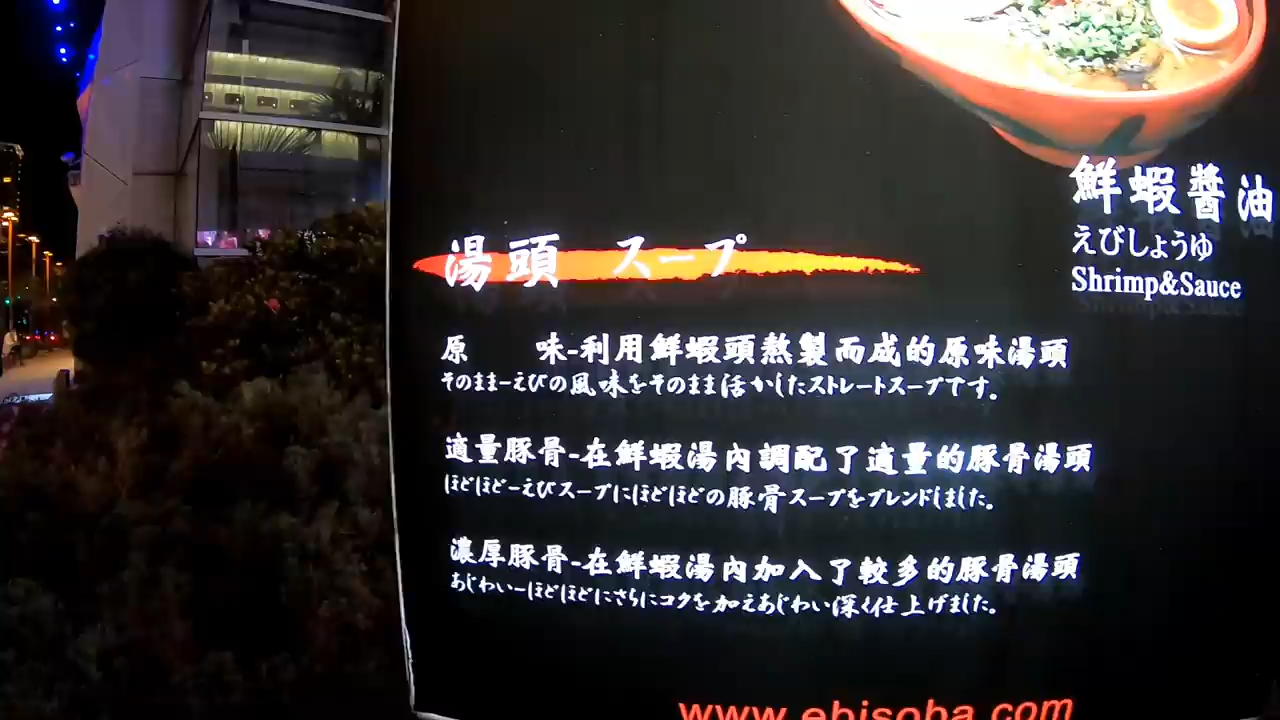 鮮蝦醬油
えびしょうゆ
Shrimp&Sauce
湯頭 スープ
原 味-利用鮮蝦頭熬製而成的原味湯頭
そのままーえびの風味をそのまま活かしたストレートスープです。
適量豚骨-在鮮蝦湯內調配了適量的豚骨湯頭
ほどほどーえびスープにほどほどの豚骨スープをブレンドしました。
濃厚豚骨-在鮮蝦湯內加入了較多的豚骨湯頭
あじわいーほどほどにさらにコクを加えあじわい深く仕上げました。
www.ebisoba.com